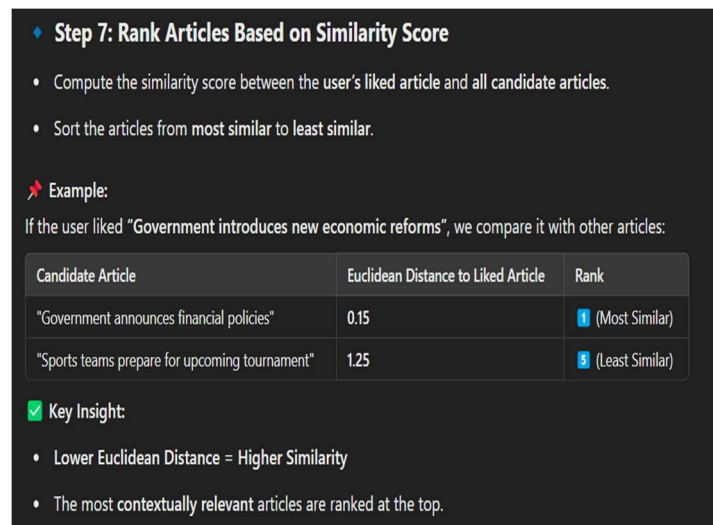 Step 7: Rank Articles Based on Similarity Score
• Compute the similarity score between the user's liked article and all candidate articles.
• Sort the articles from most similar to least similar.
Example:
If the user liked "Government introduces new economic reforms", we compare it with other articles:
Candidate Article Euclidean Distance to Liked Article Rank
"Government announces financial policies" 0.15 1 (Most Similar)
"Sports teams prepare for upcoming tournament" 1.25 5 (Least Similar)
Key Insight:
• Lower Euclidean Distance = Higher Similarity
• The most contextually relevant articles are ranked at the top.